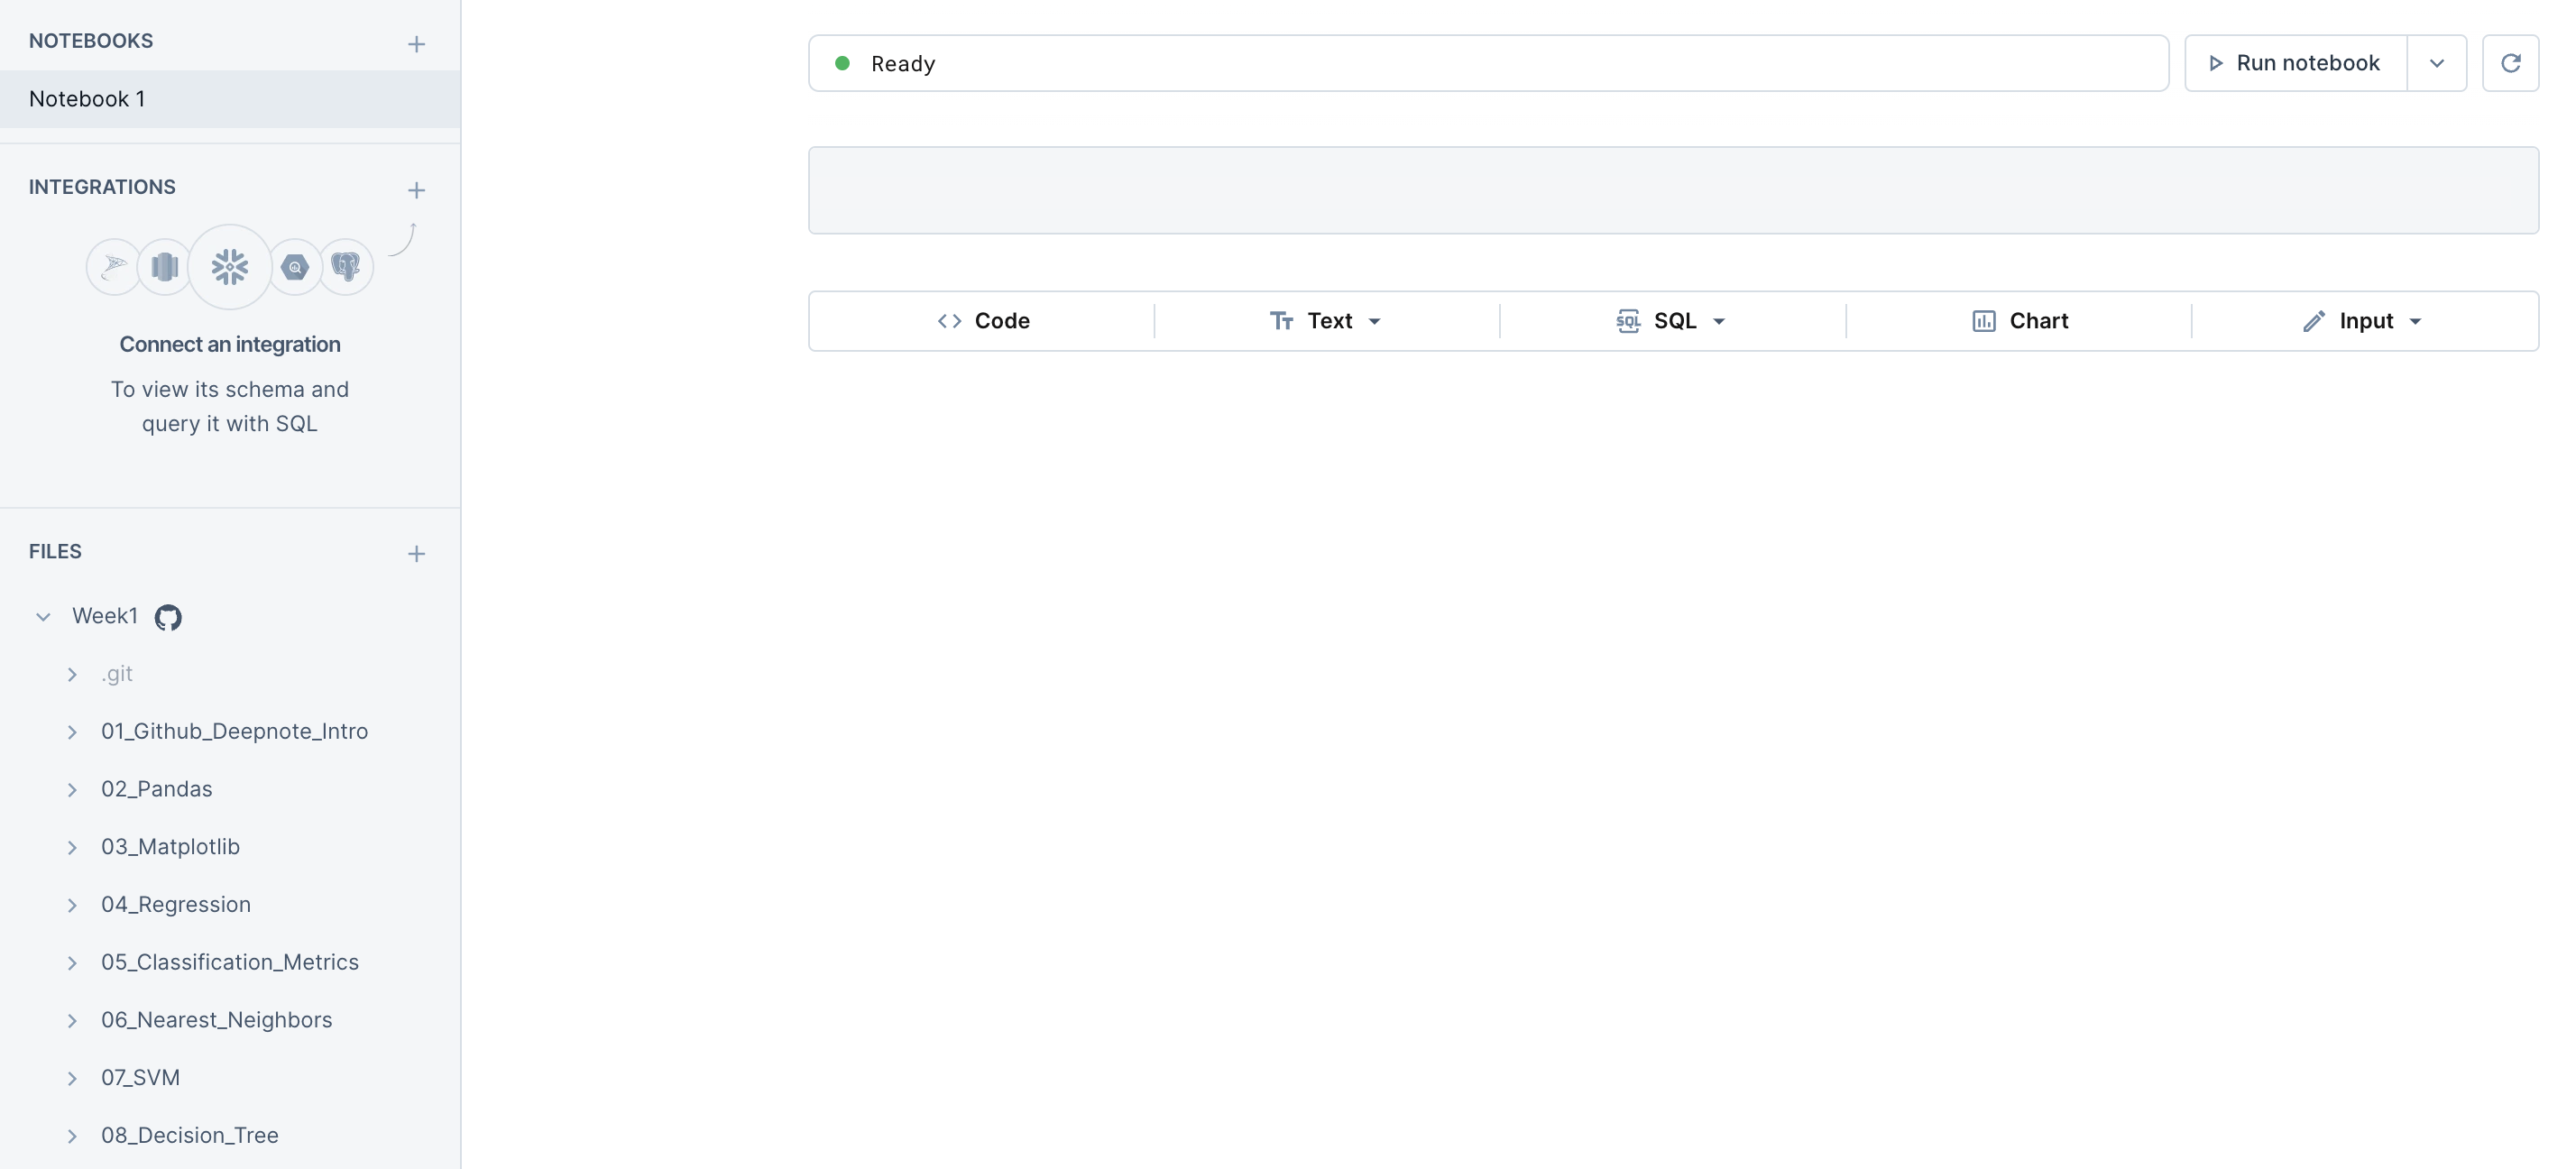 NOTEBOOKS
Notebook 1
INTEGRATIONS
Connect an integration
To view its schema and
query it with SQL
FILES
Week1
.git
01_Github_Deepnote_Intro
02_Pandas
03_Matplotlib
04_Regression
05_Classification_Metrics
06_Nearest_Neighbors
07_SVM
08_Decision_Tree
Ready
Run notebook
Code
Text
SQL SQL
Chart
Input